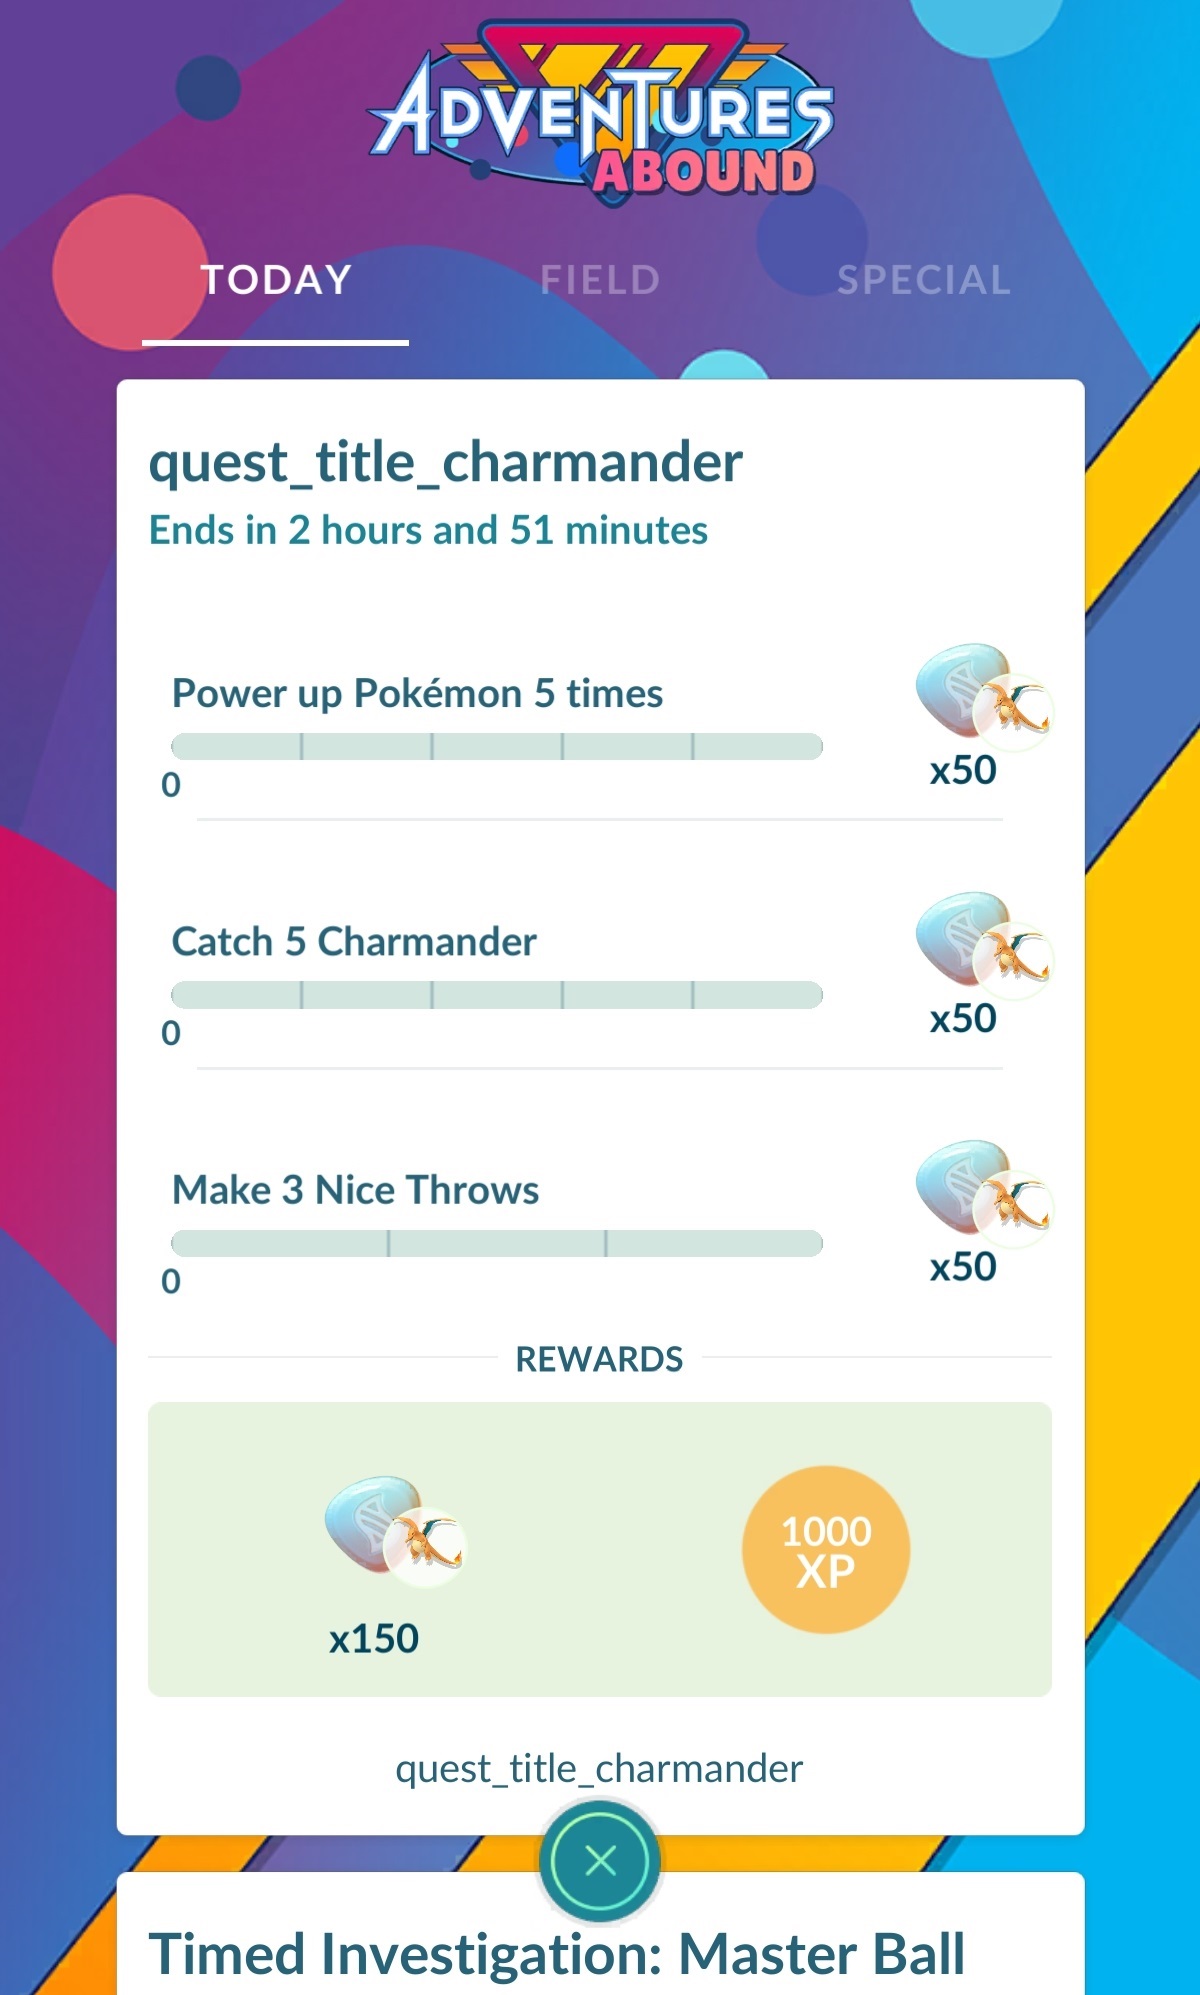 ADVENTURES
ABOUND
TODAY FIELD SPECIAL
quest_title_charmander
Ends in 2 hours and 51 minutes
Power up Pokémon 5 times
0
x50
Catch 5 Charmander
0
x50
Make 3 Nice Throws
0
x50
REWARDS
x150
1000
XP
quest_title_charmander
Timed Investigation: Master Ball